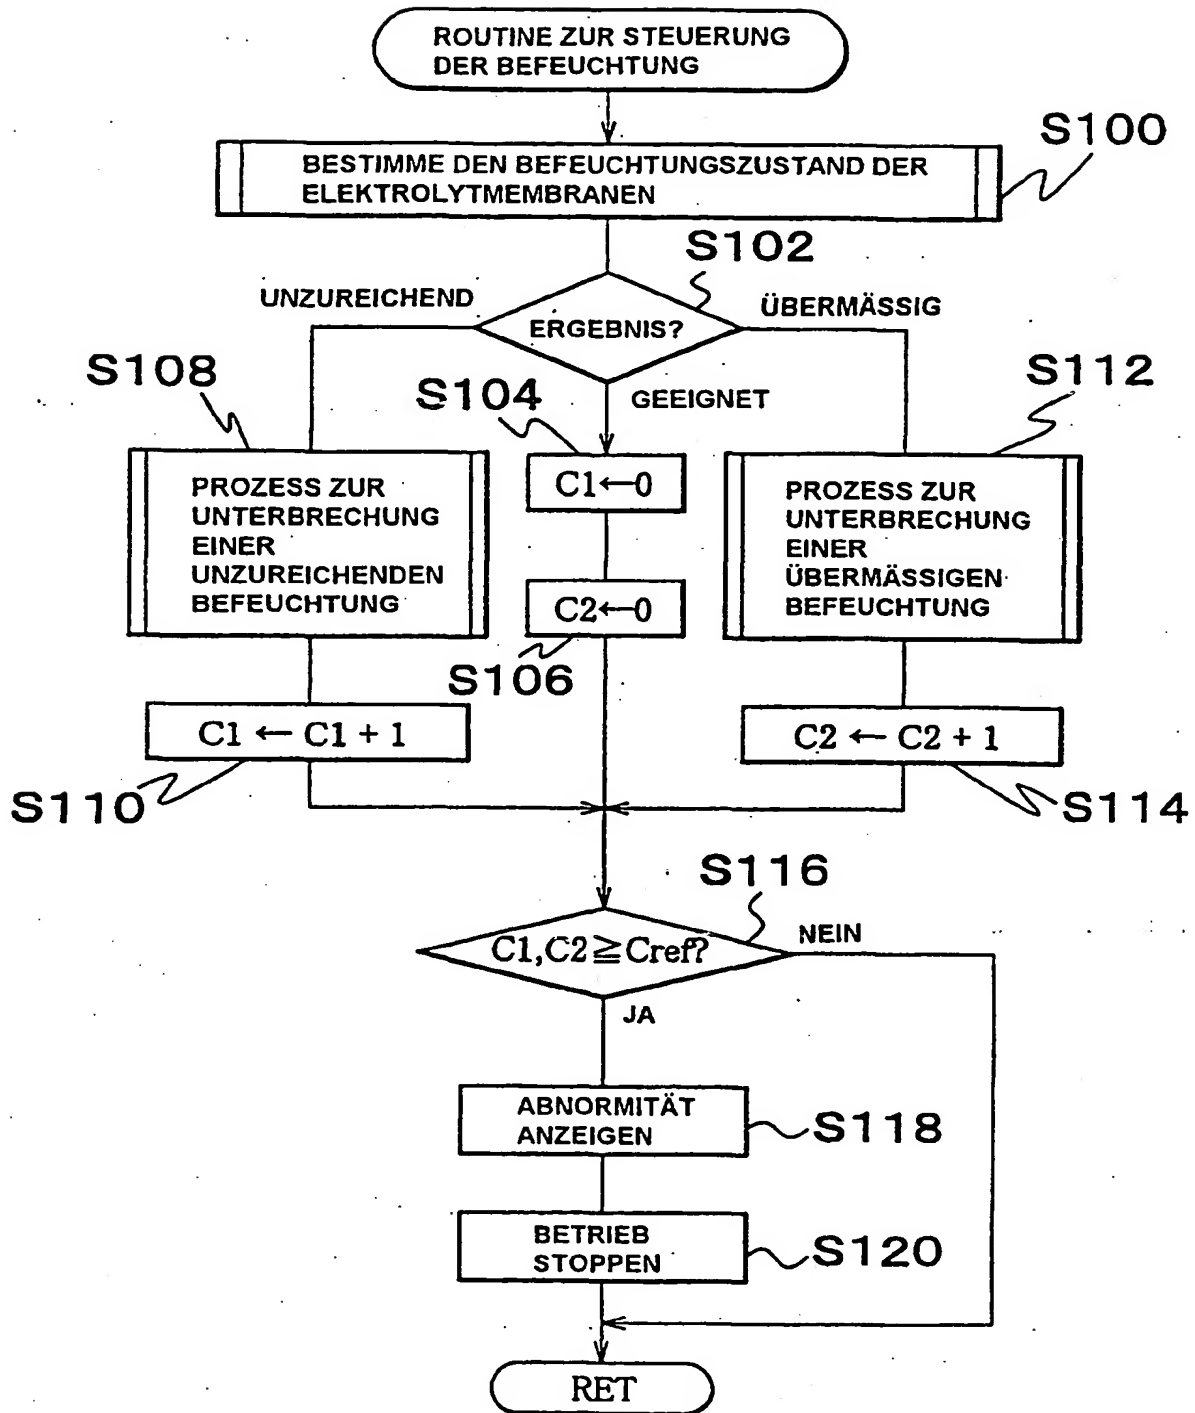 ROUTINE ZUR STEUERUNG
DER BEFEUCHTUNG
S100
BESTIMME DEN BEFEUCHTUNGSZUSTAND DER
ELEKTROLYTMEMBRANEN
S102
UNZUREICHEND
ÜBERMÄSSIG
ERGEBNIS?
S108
S104
GEEIGNET
S112
PROZESS ZUR
UNTERBRECHUNG
EINER
UNZUREICHENDEN
BEFEUCHTUNG
C1←0
C2←0
S106
PROZESS ZUR
UNTERBRECHUNG
EINER
ÜBERMÄSSIGEN
BEFEUCHTUNG
C1 ← C1 + 1
C2 ← C2 + 1
S110
S114
S116
C1,C2≧Cref?
NEIN
JA
ABNORMITÄT
ANZEIGEN
S118
BETRIEB
STOPPEN
S120
RET